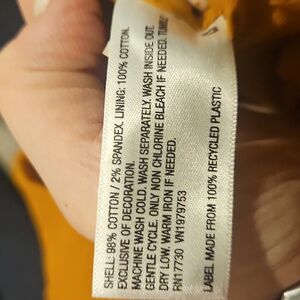 SHELL: 98% COTTON / 2% SPANDEX. LINING: 100% COTTON.
EXCLUSIVE OF DECORATION.
MACHINE WASH COLD. WASH SEPARATELY. WASH INSIDE OUT.
GENTLE CYCLE. ONLY NON CHLORINE BLEACH IF NEEDED. TUMBLE
DRY LOW. WARM IRON IF NEEDED.
RN17730 VN1979753
LABEL MADE FROM 100% RECYCLED PLASTIC